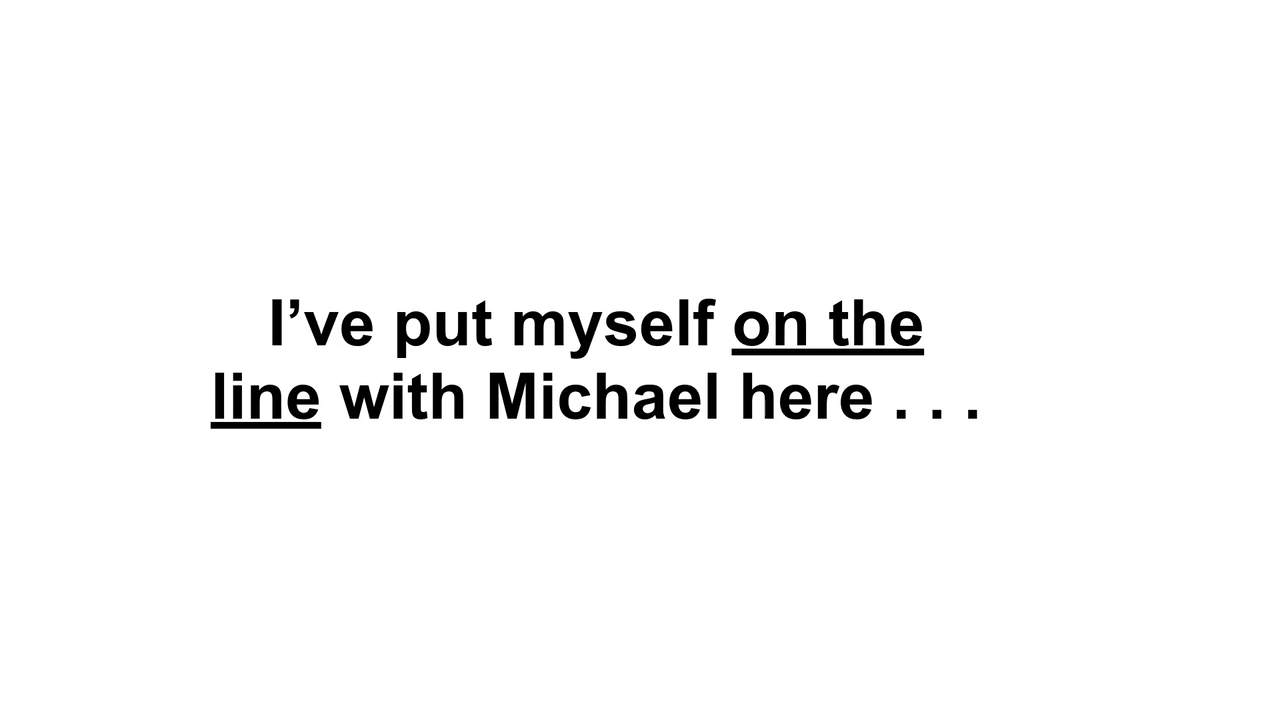 I’ve put myself on the
line with Michael here . . .